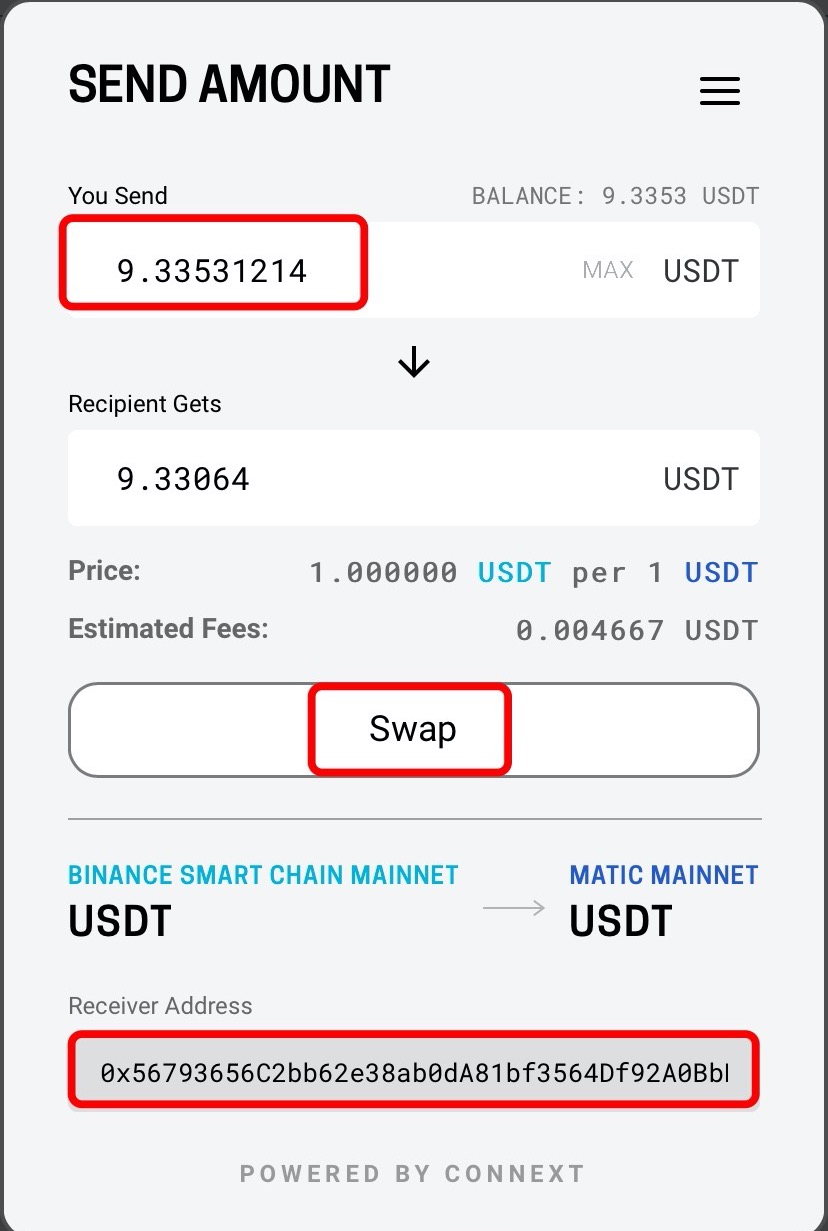 SEND AMOUNT
You Send BALANCE: 9.3353 USDT
9.33531214 MAX USDT
Recipient Gets
9.33064 USDT
Price: 1.000000 USDT per 1 USDT
Estimated Fees: 0.004667 USDT
Swap
BINANCE SMART CHAIN MAINNET MATIC MAINNET
USDT USDT
Receiver Address
0x56793656C2bb62e38ab0dA81bf3564Df92A0Bb
POWERED BY CONNEXT